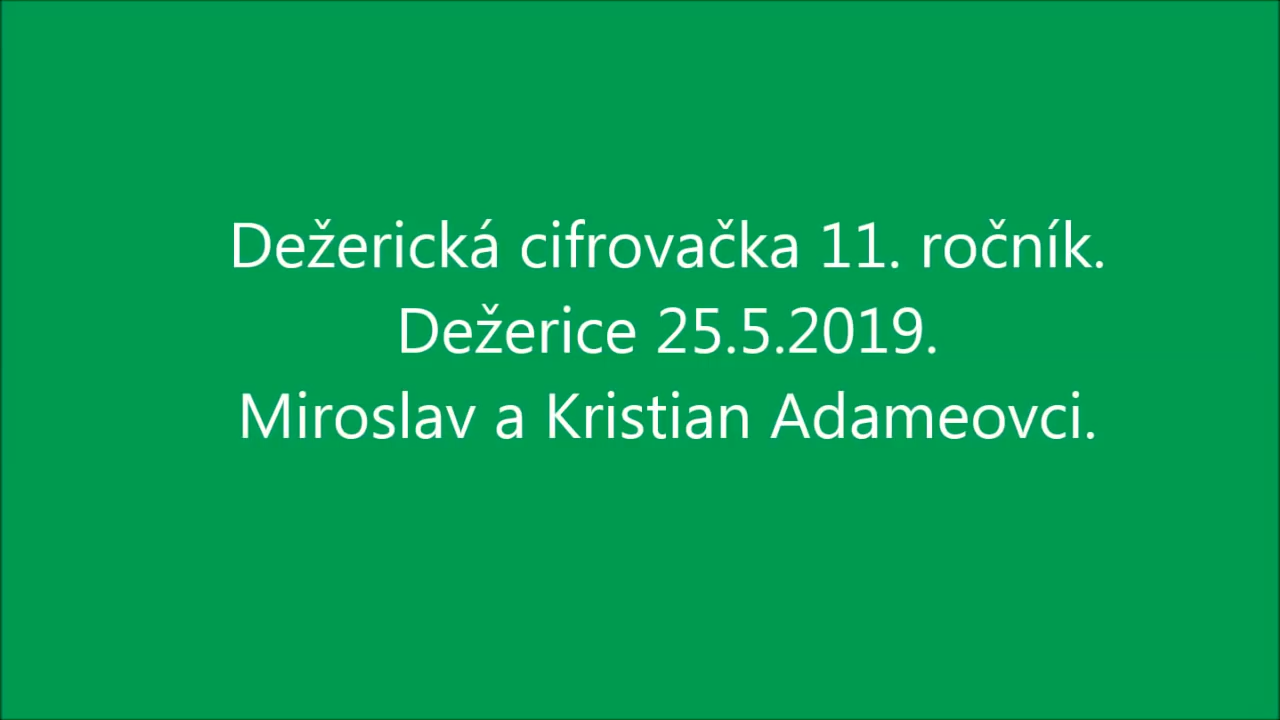 Dežerická cifrovačka 11. ročník.
Dežerice 25.5.2019.
Miroslav a Kristian Adameovci.